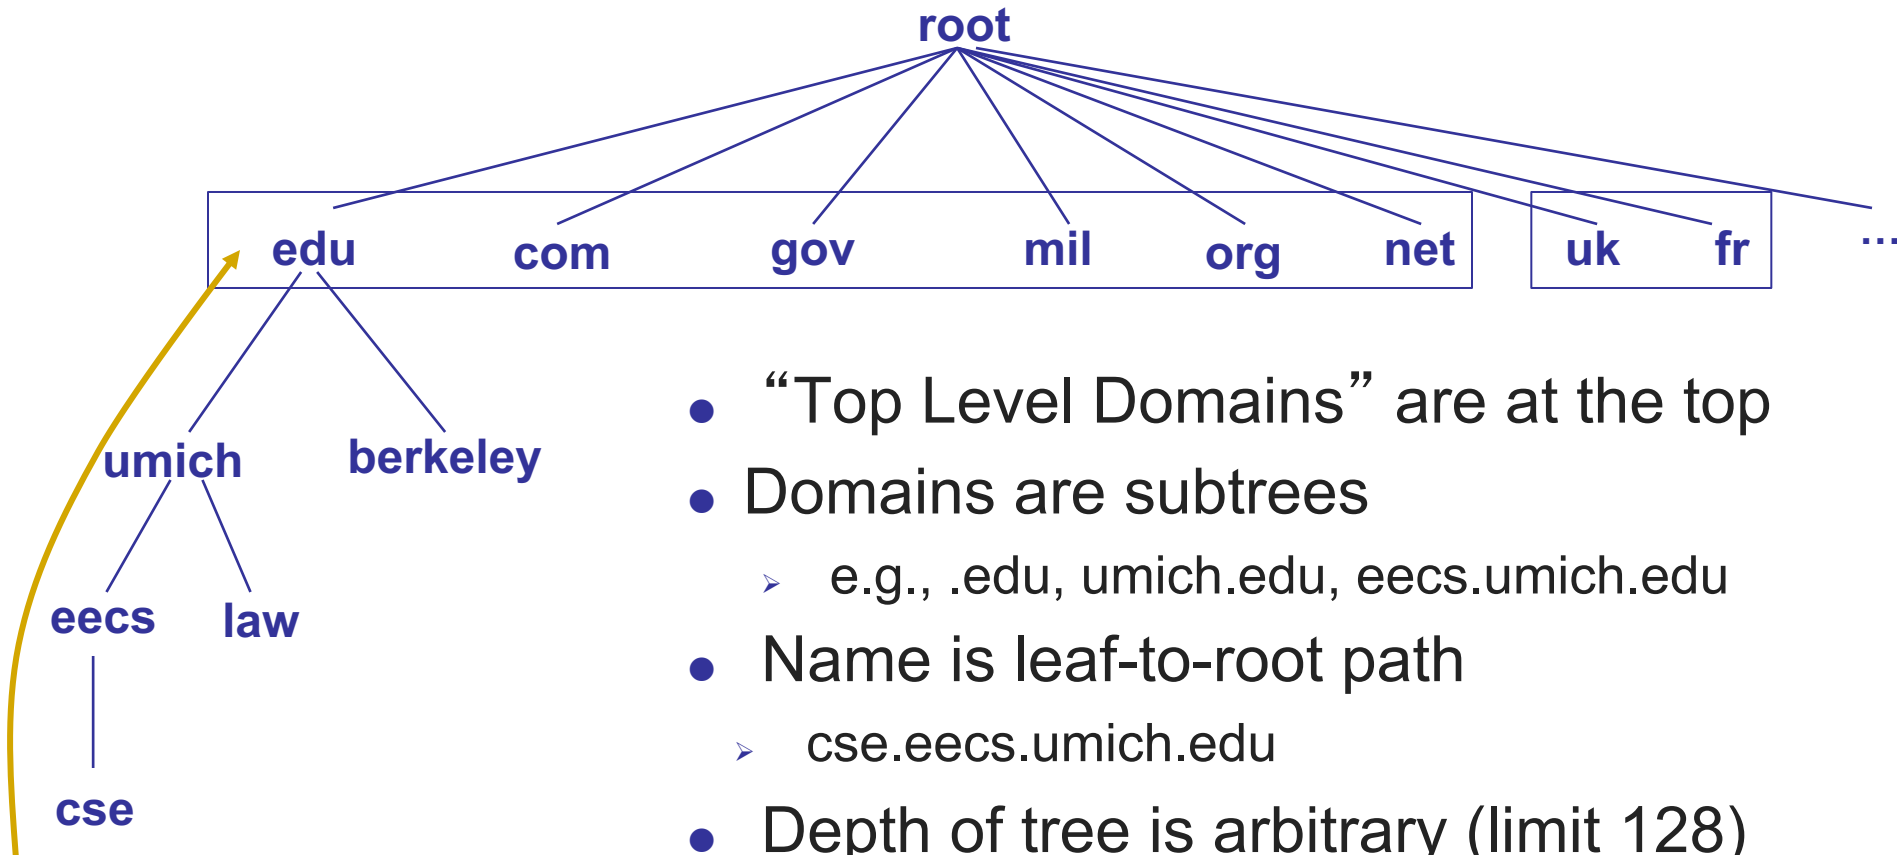 root
edu com gov mil org net uk fr ...
umich berkeley
eecs law
cse
● “Top Level Domains” are at the top
● Domains are subtrees
➢ e.g., .edu, umich.edu, eecs.umich.edu
● Name is leaf-to-root path
➢ cse.eecs.umich.edu
● Depth of tree is arbitrary (limit 128)